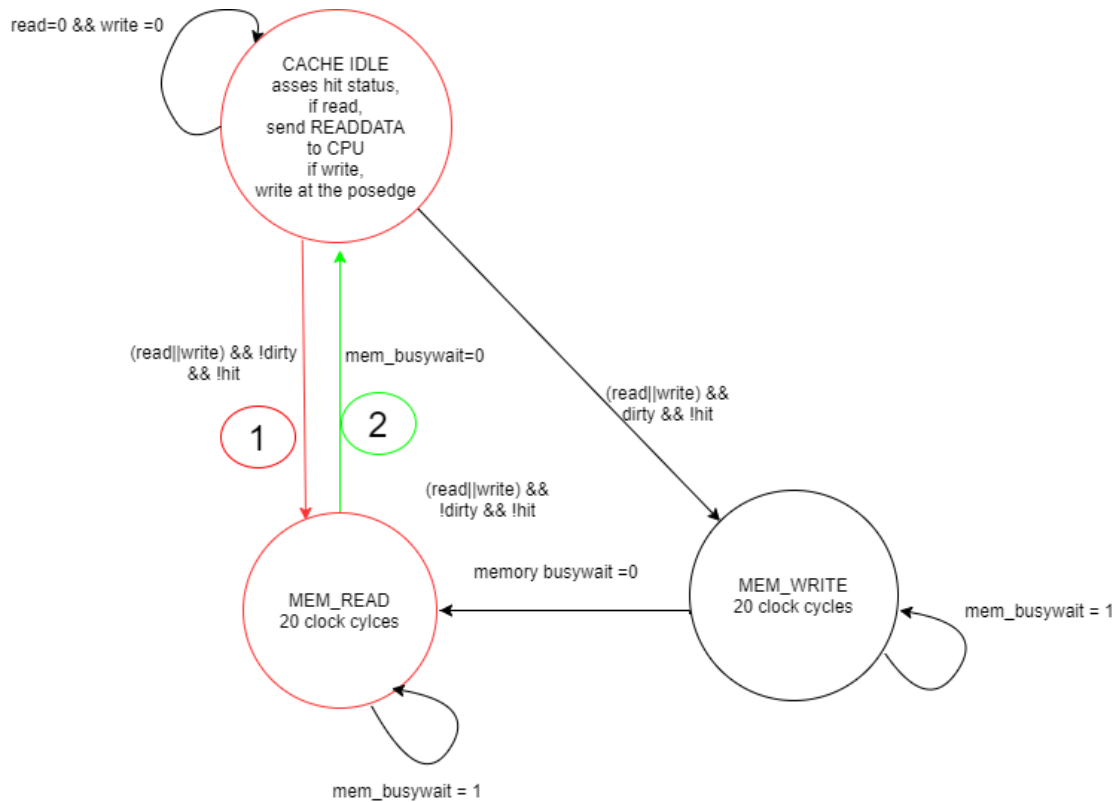 read=0 && write =0
CACHE IDLE
asses hit status,
if read,
send READDATA
to CPU
if write,
write at the posedge
(read||write) && !dirty
&& !hit
mem_busywait=0
(read||write) &&
dirty && !hit
1
2
(read||write) &&
!dirty && !hit
memory busywait =0
MEM_READ
20 clock cylces
MEM_WRITE
20 clock cycles
mem_busywait = 1
mem_busywait = 1